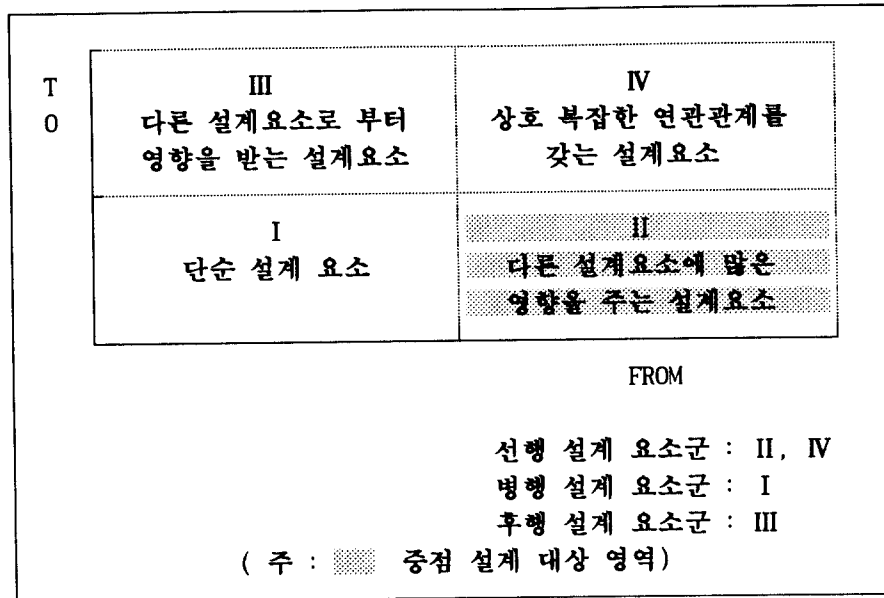 T
O
III
다른 설계요소로 부터
영향을 받는 설계요소
IV
상호 복잡한 연관관계를
갖는 설계요소
I
단순 설계 요소
II
다른 설계요소에 많은
영향을 주는 설계요소
FROM
선행 설계 요소군 : II, IV
병행 설계 요소군 : I
후행 설계 요소군 : III
( 주 : 중점 설계 대상 영역)